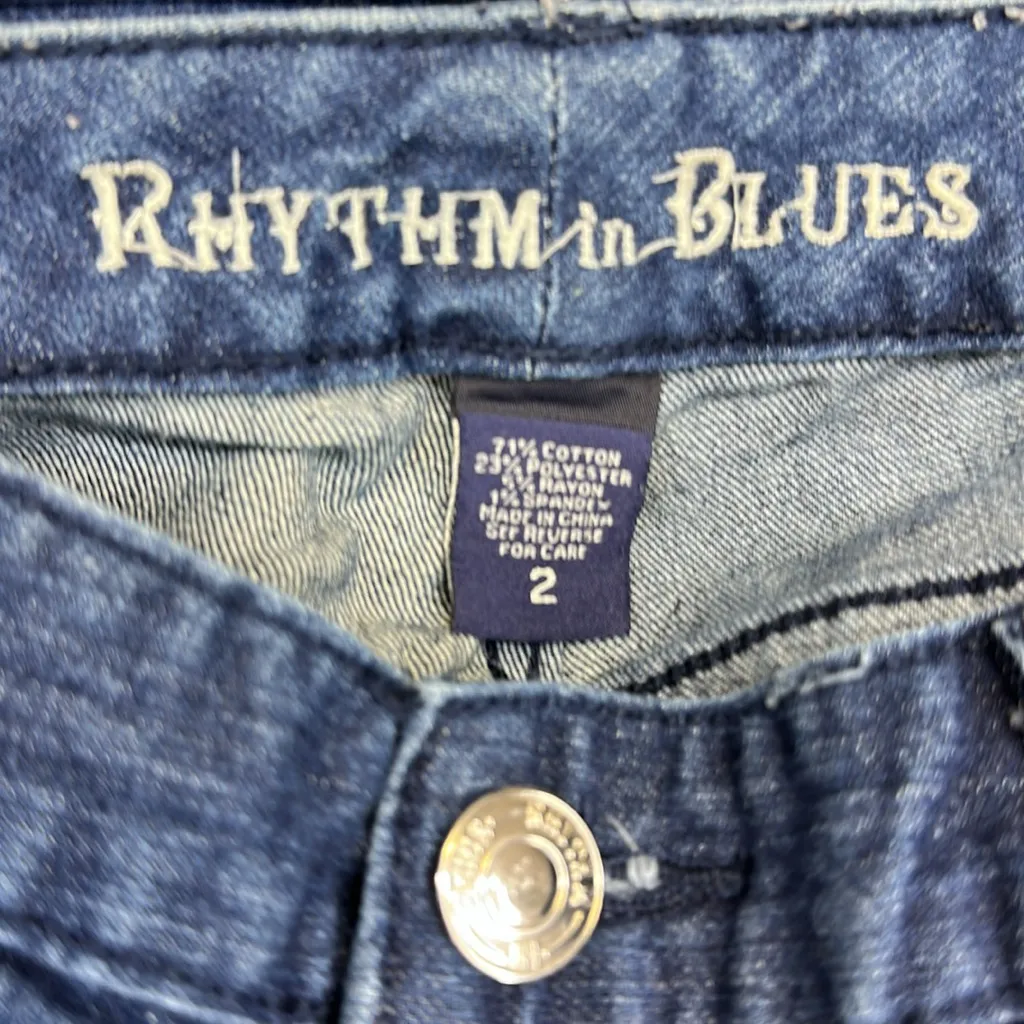 RHYTHM in BLUES
71% COTTON
23% POLYESTER
5% RAYON
1% SPANDEX
MADE IN CHINA
SEE REVERSE
FOR CARE
2